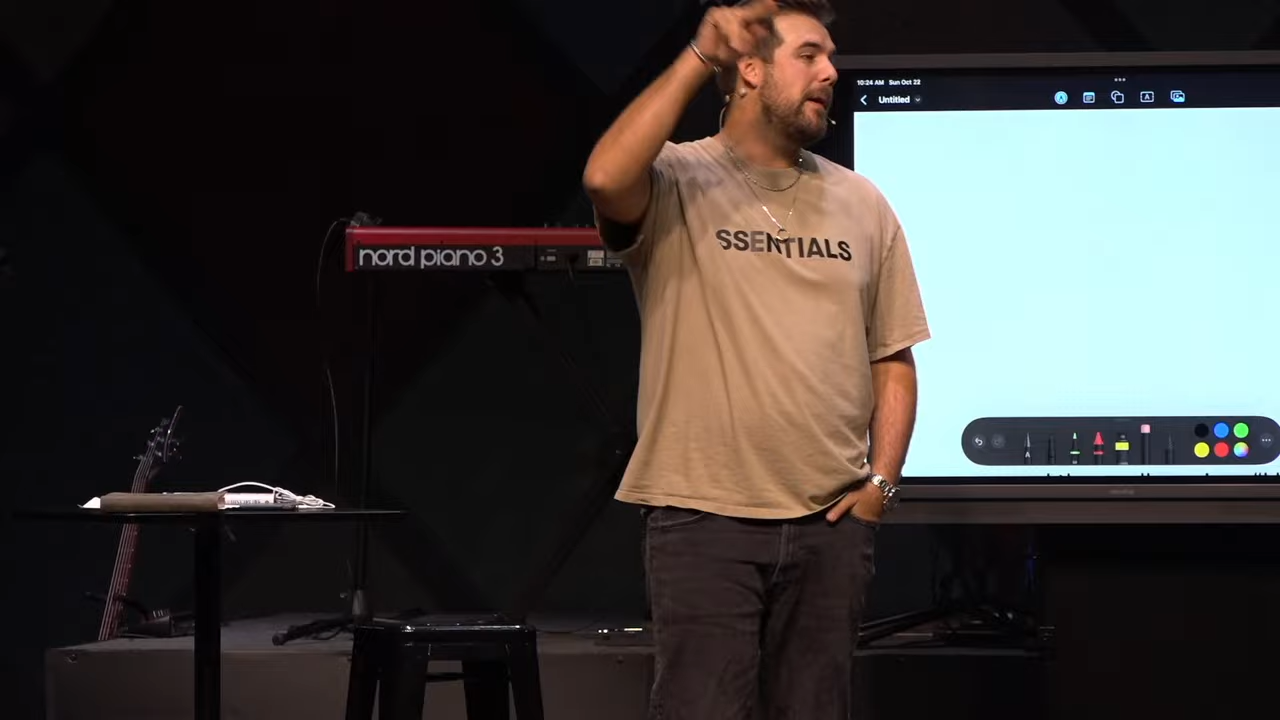 10:24 AM Sun Oct 22
Untitled
A
nord piano 3
SSENTIALS